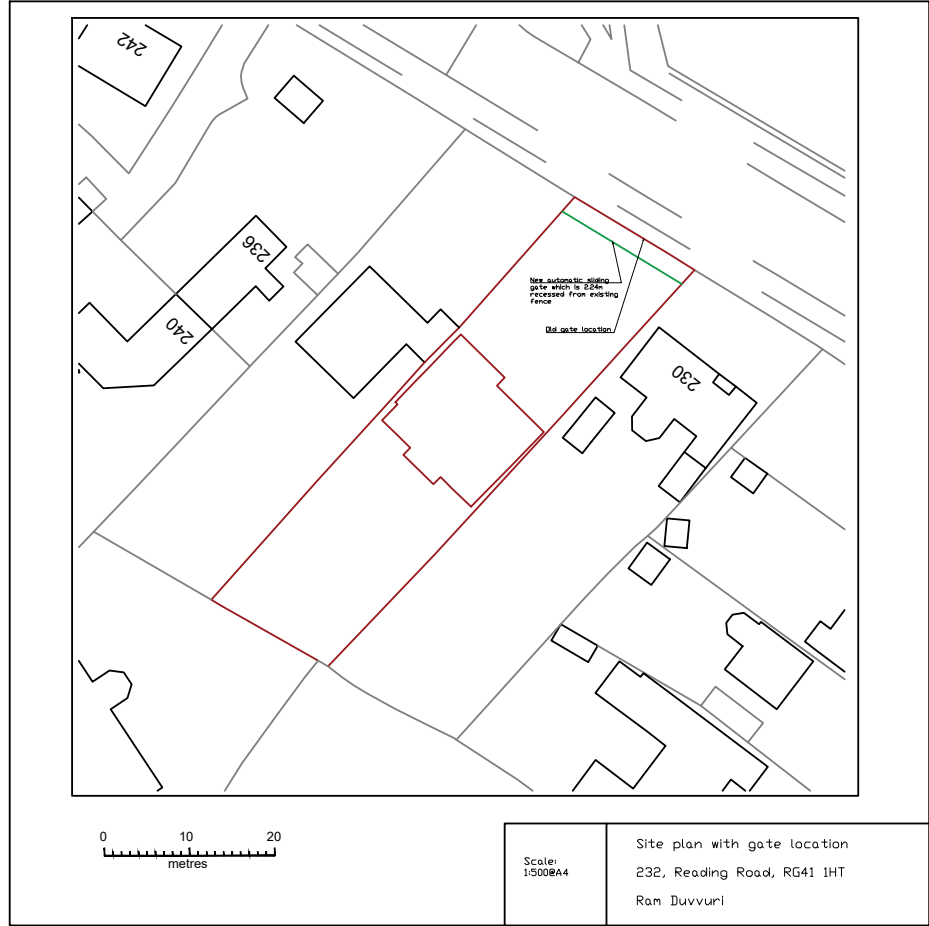 242
236
240
New automatic sliding
gate which is 2.24m
recessed from existing
fence
Old gate location
230
0 10 20
metres
Scale:
1:500@A4
Site plan with gate location
232, Reading Road, RG41 1HT
Ram Duvvuri